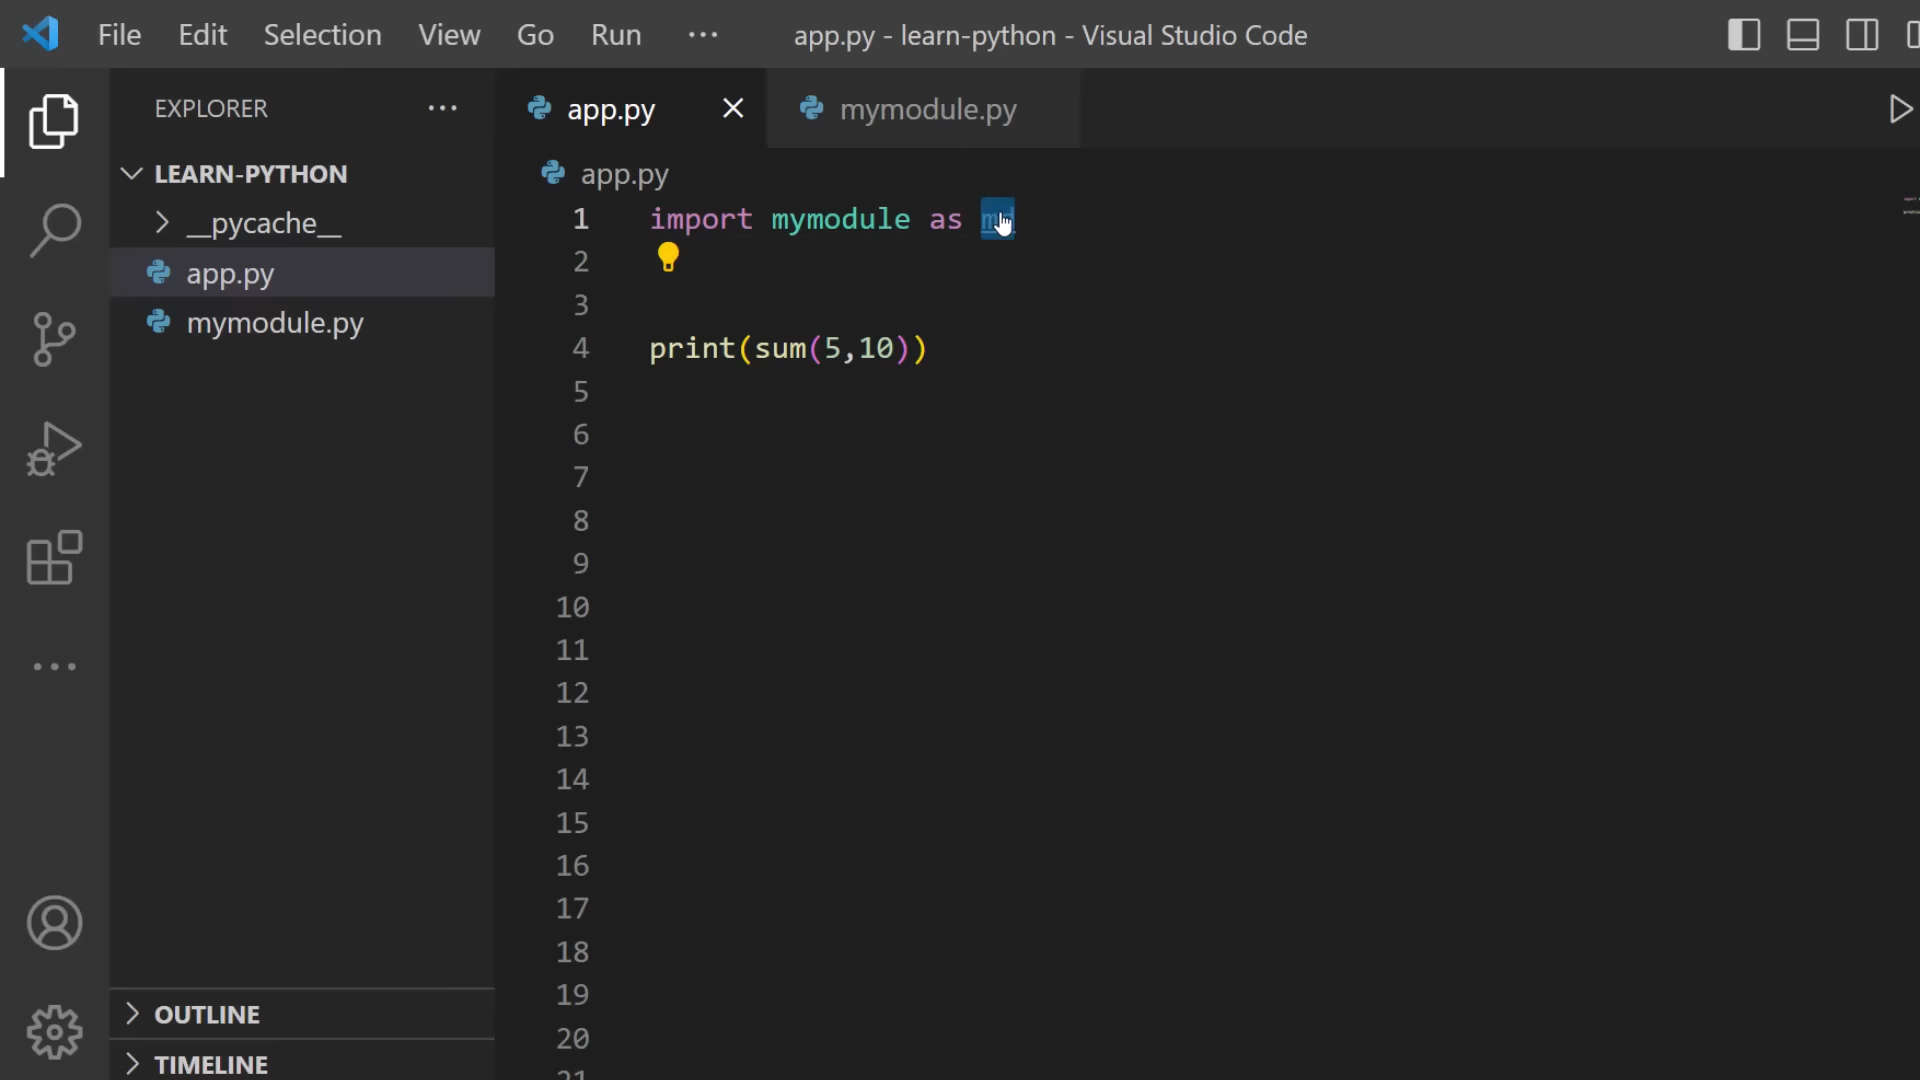 File Edit Selection View Go Run ··· app.py - learn-python - Visual Studio Code
EXPLORER ···
LEARN-PYTHON
__pycache__
app.py
mymodule.py
OUTLINE
TIMELINE
app.py
mymodule.py
app.py
1 import mymodule as md
2
3
4 print(sum(5,10))
5
6
7
8
9
10
11
12
13
14
15
16
17
18
19
20
21